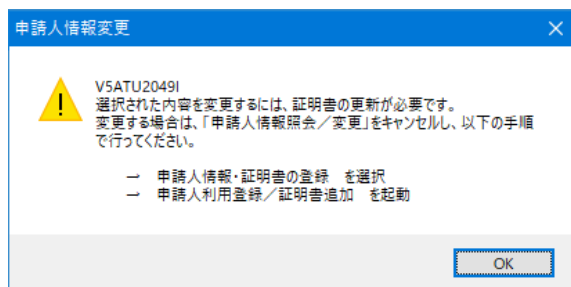 申請人情報変更
V5ATU2049I
選択された内容を変更するには、証明書の更新が必要です。
変更する場合は、「申請人情報照会／変更」をキャンセルし、以下の手順
で行ってください。
→ 申請人情報・証明書の登録 を選択
→ 申請人利用登録／証明書追加 を起動
OK